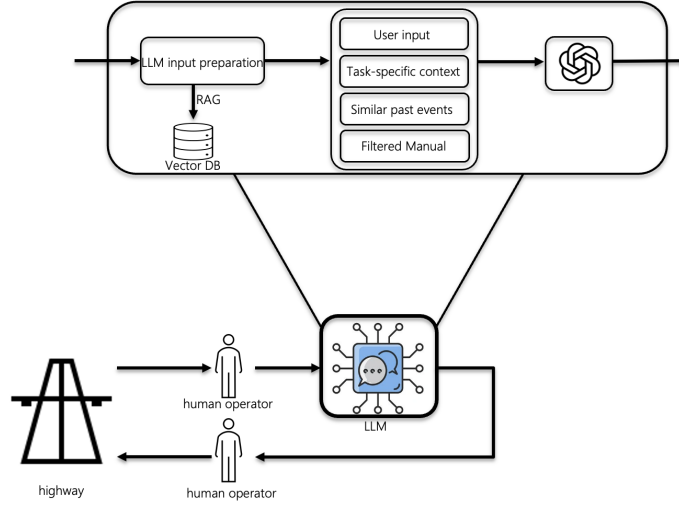 LLM input preparation
RAG
Vector DB
User input
Task-specific context
Similar past events
Filtered Manual
human operator
LLM
human operator
highway